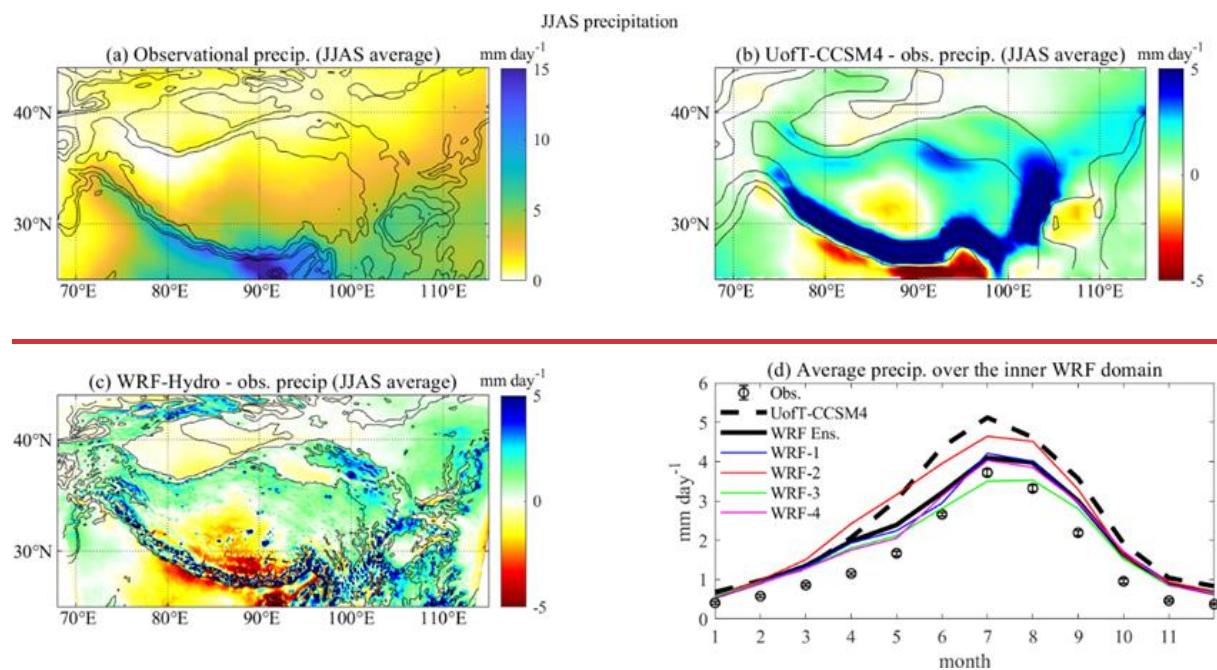 JJAS precipitation
(a) Observational precip. (JJAS average)
mm day⁻¹
15
10
5
0
40°N
30°N
70°E 80°E 90°E 100°E 110°E
(b) UofT-CCSM4 - obs. precip. (JJAS average)
mm day⁻¹
5
0
-5
40°N
30°N
70°E 80°E 90°E 100°E 110°E
(c) WRF-Hydro - obs. precip (JJAS average)
mm day⁻¹
5
0
-5
40°N
30°N
70°E 80°E 90°E 100°E 110°E
(d) Average precip. over the inner WRF domain
Obs.
UofT-CCSM4
WRF Ens.
WRF-1
WRF-2
WRF-3
WRF-4
mm day⁻¹
6
5
4
3
2
1
0
1 2 3 4 5 6 7 8 9 10 11
month